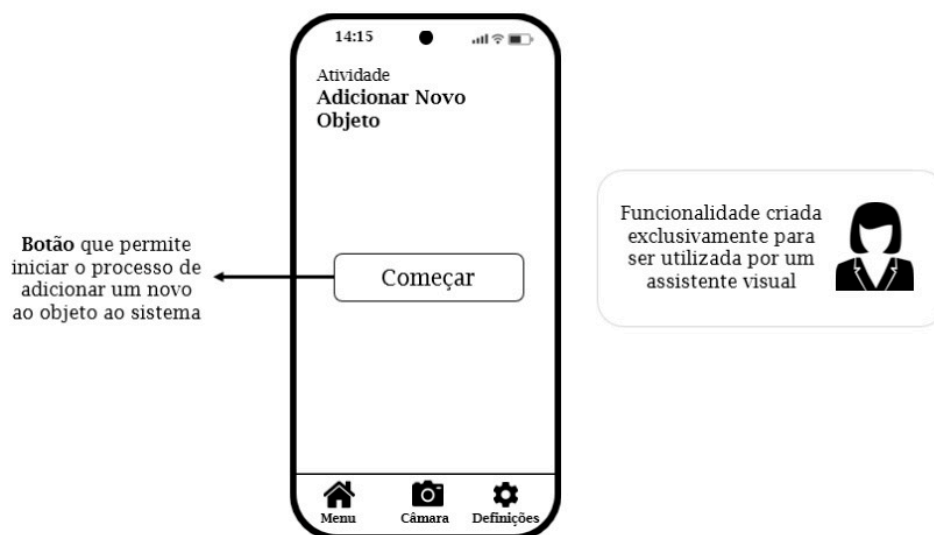 14:15
Atividade
Adicionar Novo
Objeto
Botão que permite
iniciar o processo de
adicionar um novo
ao objeto ao sistema
Começar
Funcionalidade criada
exclusivamente para
ser utilizada por um
assistente visual
Menu
Câmara
Definições